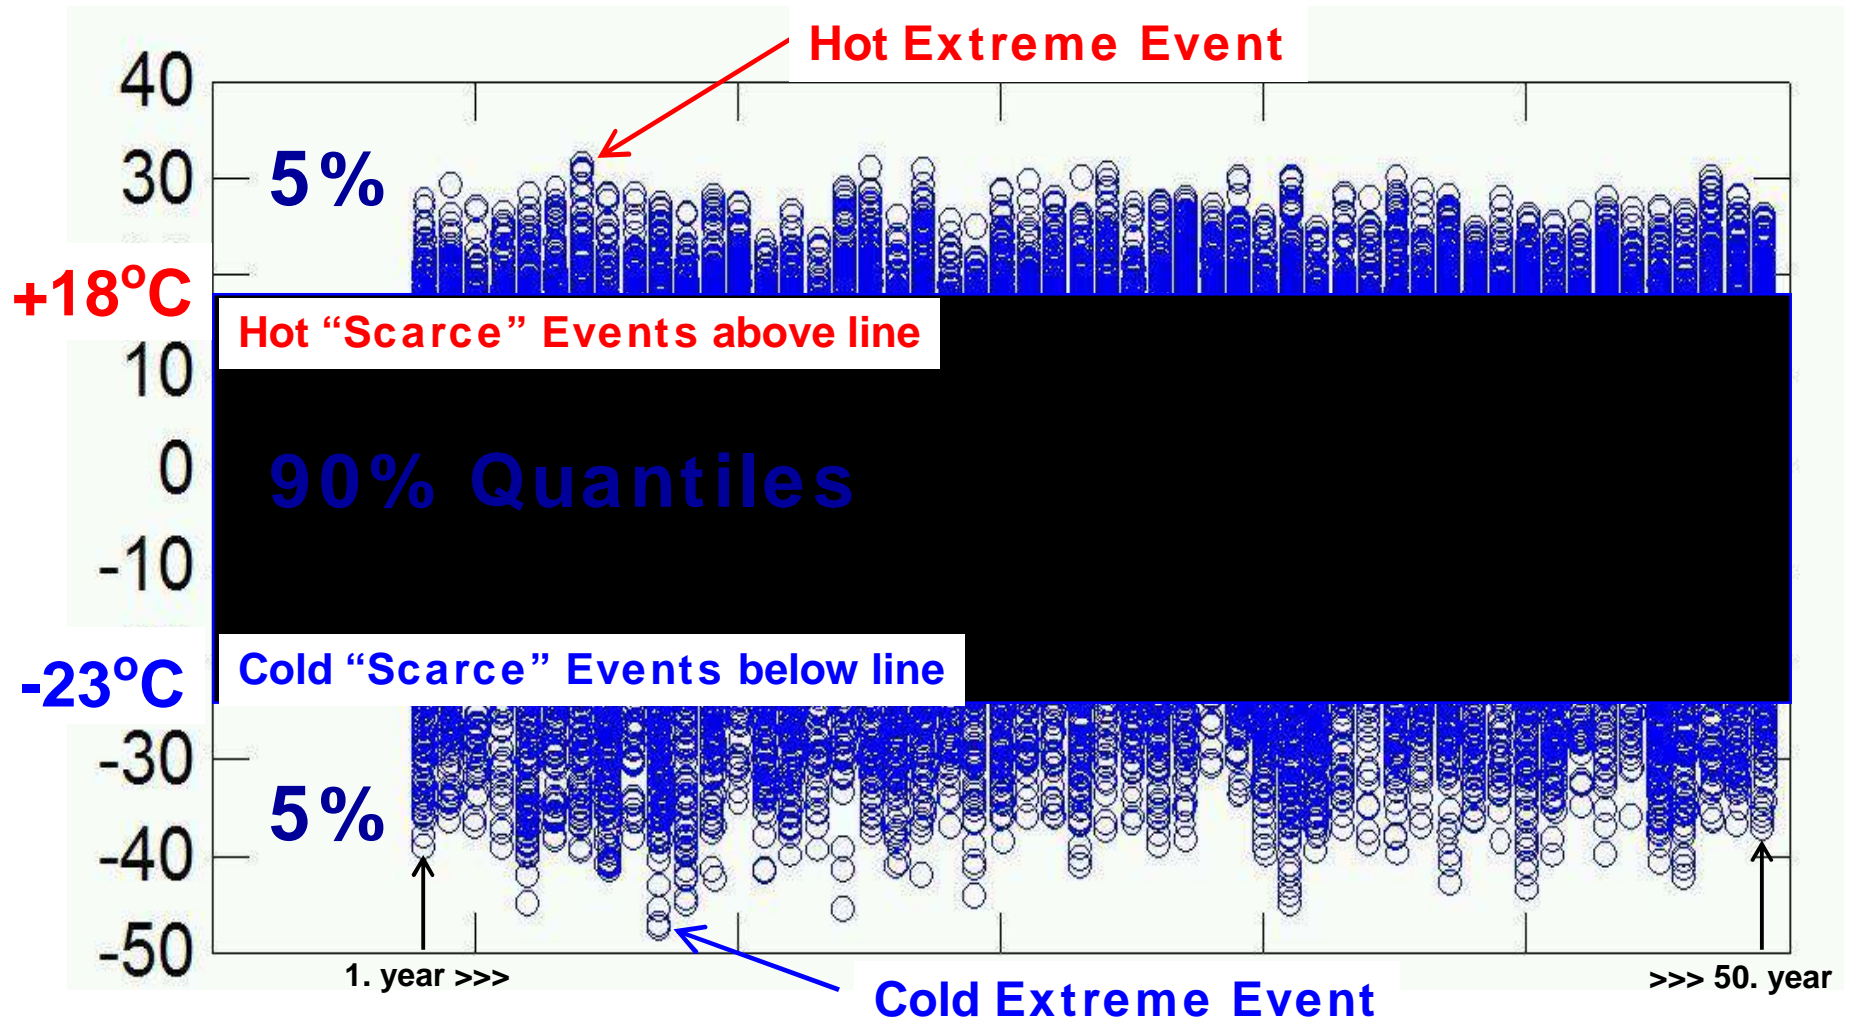 Hot Extreme Event
40
30
5%
+18°C
Hot “Scarce” Events above line
10
90% Quantiles
0
-10
Cold “Scarce” Events below line
-23°C
-30
5%
-40
-50
1. year >>>
>>> 50. year
Cold Extreme Event